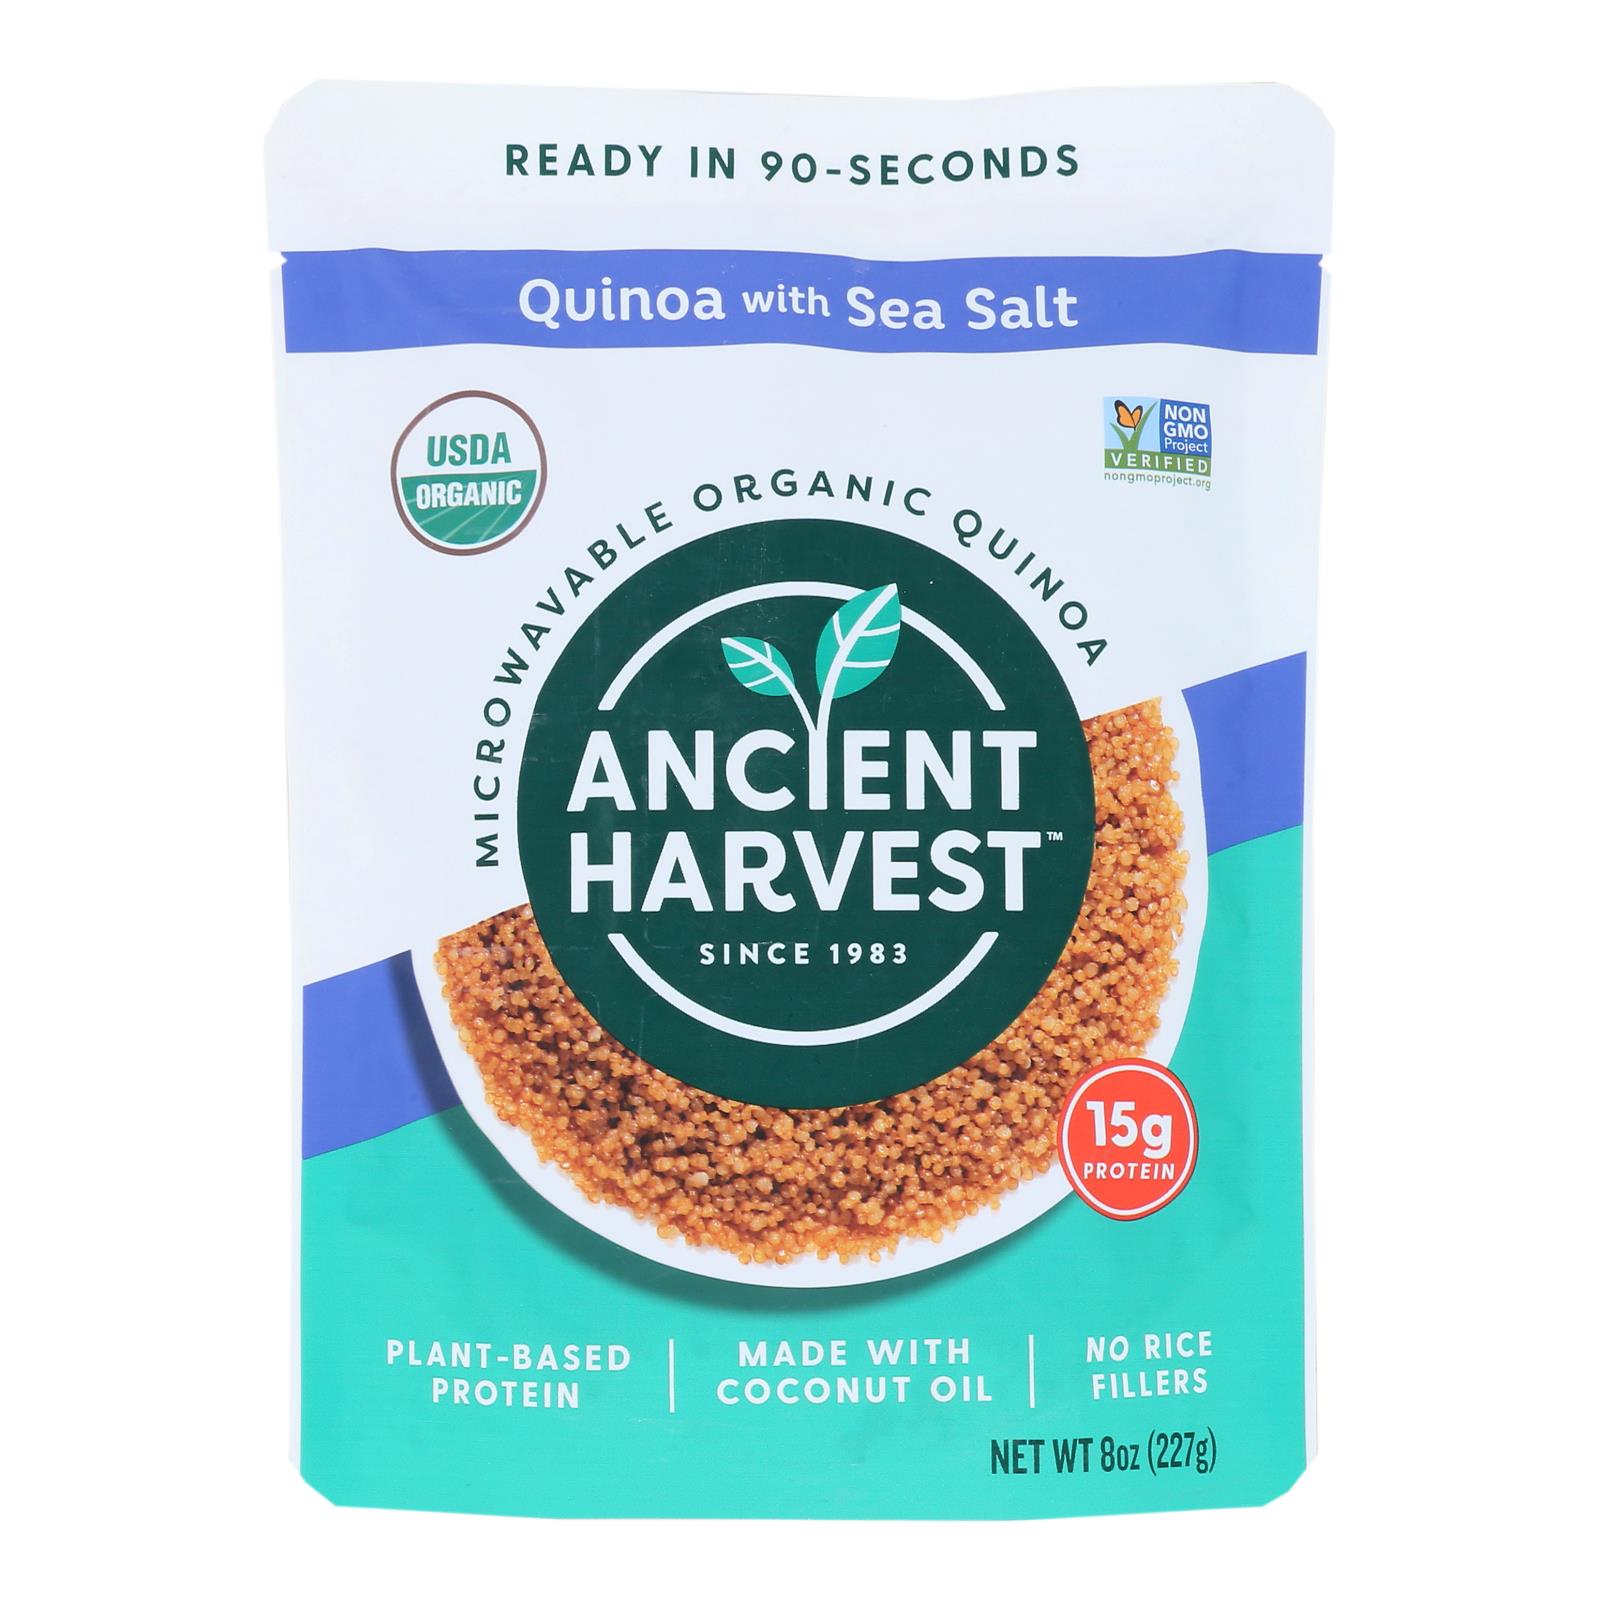 READY IN 90-SECONDS
Quinoa with Sea Salt
USDA
ORGANIC
NON
GMO
Project
VERIFIED
nongmoproject.org
MICROWAVABLE ORGANIC QUINOA
ANCIENT
HARVEST™
SINCE 1983
15g
PROTEIN
PLANT-BASED
PROTEIN
MADE WITH
COCONUT OIL
NO RICE
FILLERS
NET WT 8oz (227g)